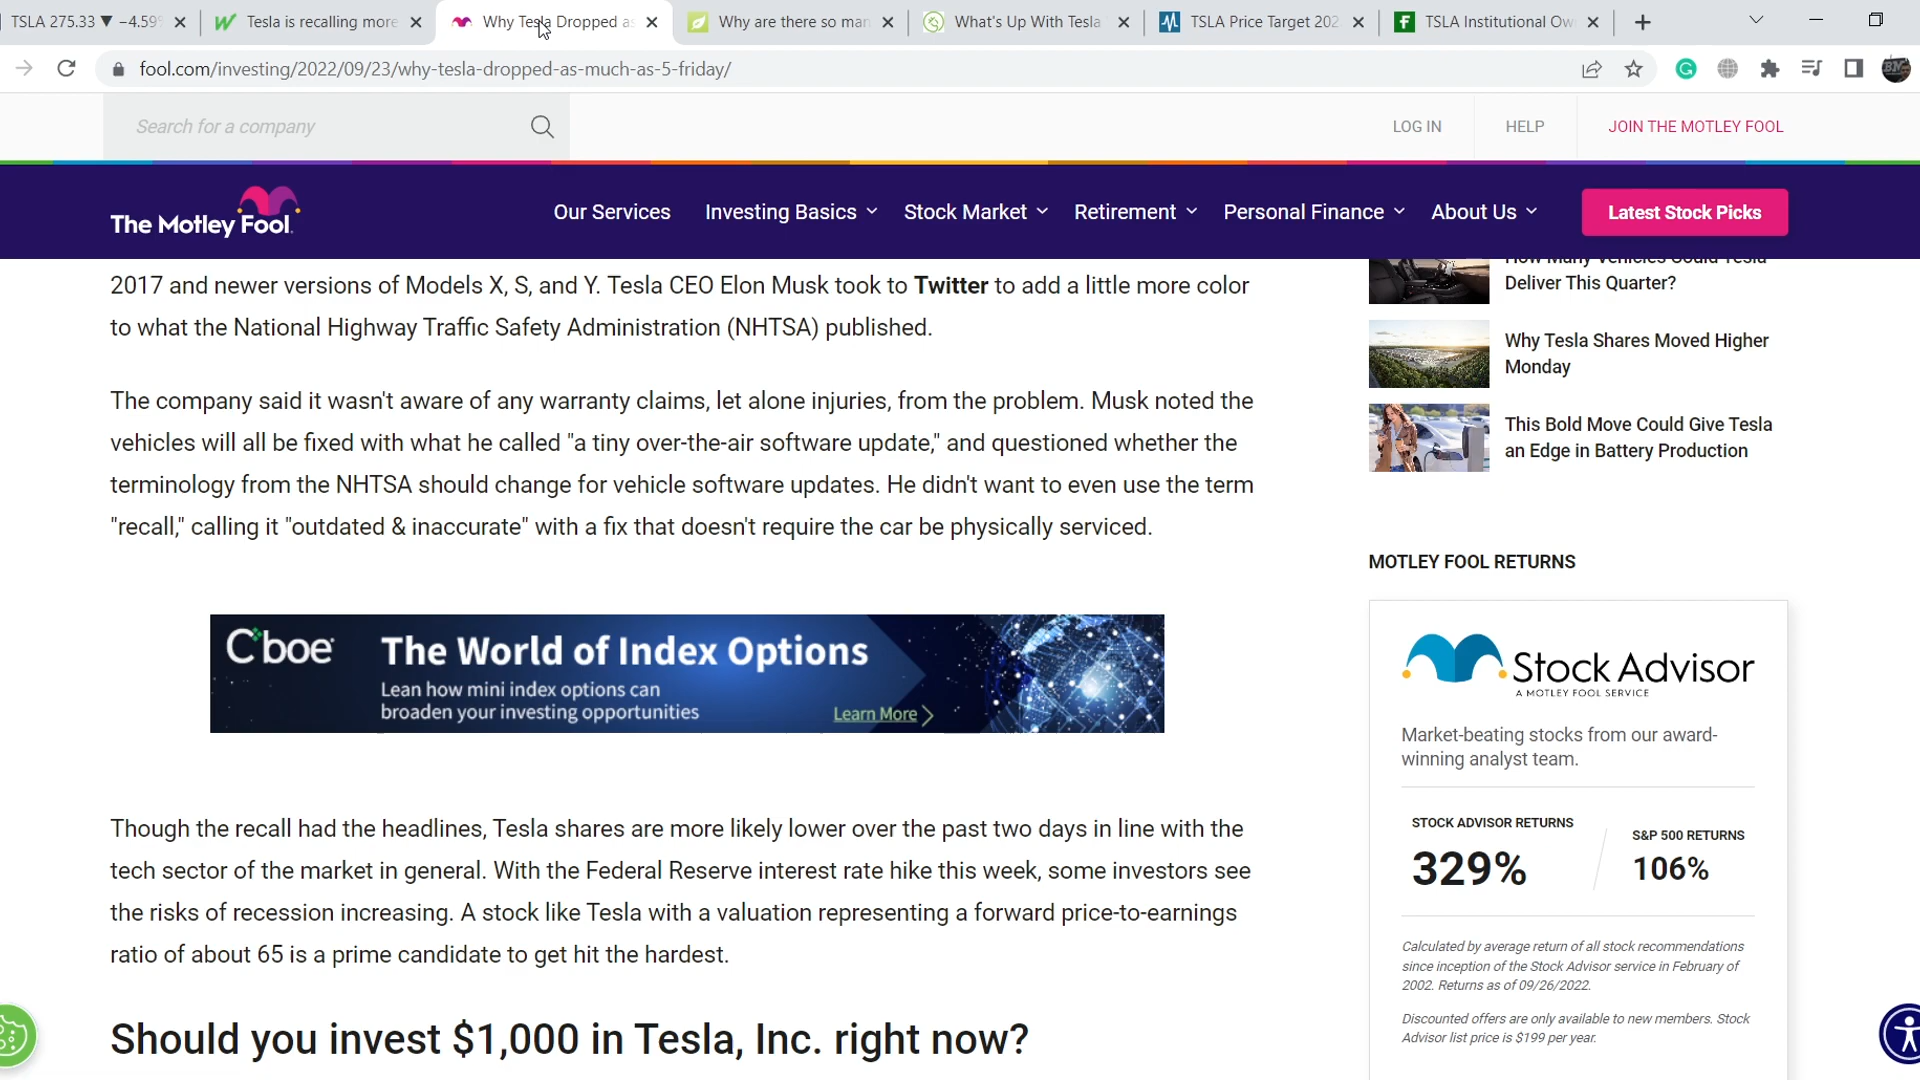 TSLA 275.33 ▼ −4.59%
Tesla is recalling more
Why Tesla Dropped as
Why are there so man
What's Up With Tesla
TSLA Price Target 202
TSLA Institutional Ow
fool.com/investing/2022/09/23/why-tesla-dropped-as-much-as-5-friday/
Search for a company
LOG IN
HELP
JOIN THE MOTLEY FOOL
The Motley Fool.
Our Services
Investing Basics
Stock Market
Retirement
Personal Finance
About Us
Latest Stock Picks
2017 and newer versions of Models X, S, and Y. Tesla CEO Elon Musk took to Twitter to add a little more color
to what the National Highway Traffic Safety Administration (NHTSA) published.
The company said it wasn't aware of any warranty claims, let alone injuries, from the problem. Musk noted the
vehicles will all be fixed with what he called "a tiny over-the-air software update," and questioned whether the
terminology from the NHTSA should change for vehicle software updates. He didn't want to even use the term
"recall," calling it "outdated & inaccurate" with a fix that doesn't require the car be physically serviced.
Cboe
The World of Index Options
Lean how mini index options can
broaden your investing opportunities
Learn More
Though the recall had the headlines, Tesla shares are more likely lower over the past two days in line with the
tech sector of the market in general. With the Federal Reserve interest rate hike this week, some investors see
the risks of recession increasing. A stock like Tesla with a valuation representing a forward price-to-earnings
ratio of about 65 is a prime candidate to get hit the hardest.
Should you invest $1,000 in Tesla, Inc. right now?
How Many Vehicles Could Tesla
Deliver This Quarter?
Why Tesla Shares Moved Higher
Monday
This Bold Move Could Give Tesla
an Edge in Battery Production
MOTLEY FOOL RETURNS
Stock Advisor
A MOTLEY FOOL SERVICE
Market-beating stocks from our award-
winning analyst team.
STOCK ADVISOR RETURNS
329%
S&P 500 RETURNS
106%
Calculated by average return of all stock recommendations
since inception of the Stock Advisor service in February of
2002. Returns as of 09/26/2022.
Discounted offers are only available to new members. Stock
Advisor list price is $199 per year.